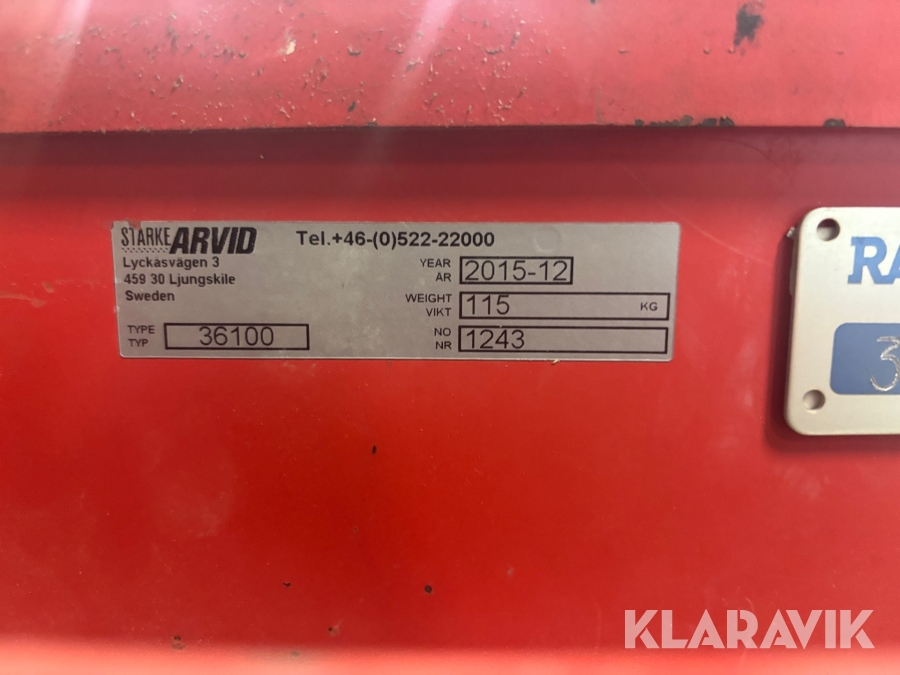 STARKE ARVID
Tel.+46-(0)522-22000
Lyckasvägen 3
459 30 Ljungskile
Sweden
YEAR
ÅR
2015-12
WEIGHT
VIKT
115 KG
TYPE
TYP
36100
NO
NR
1243
RA
3
KLARAVIK